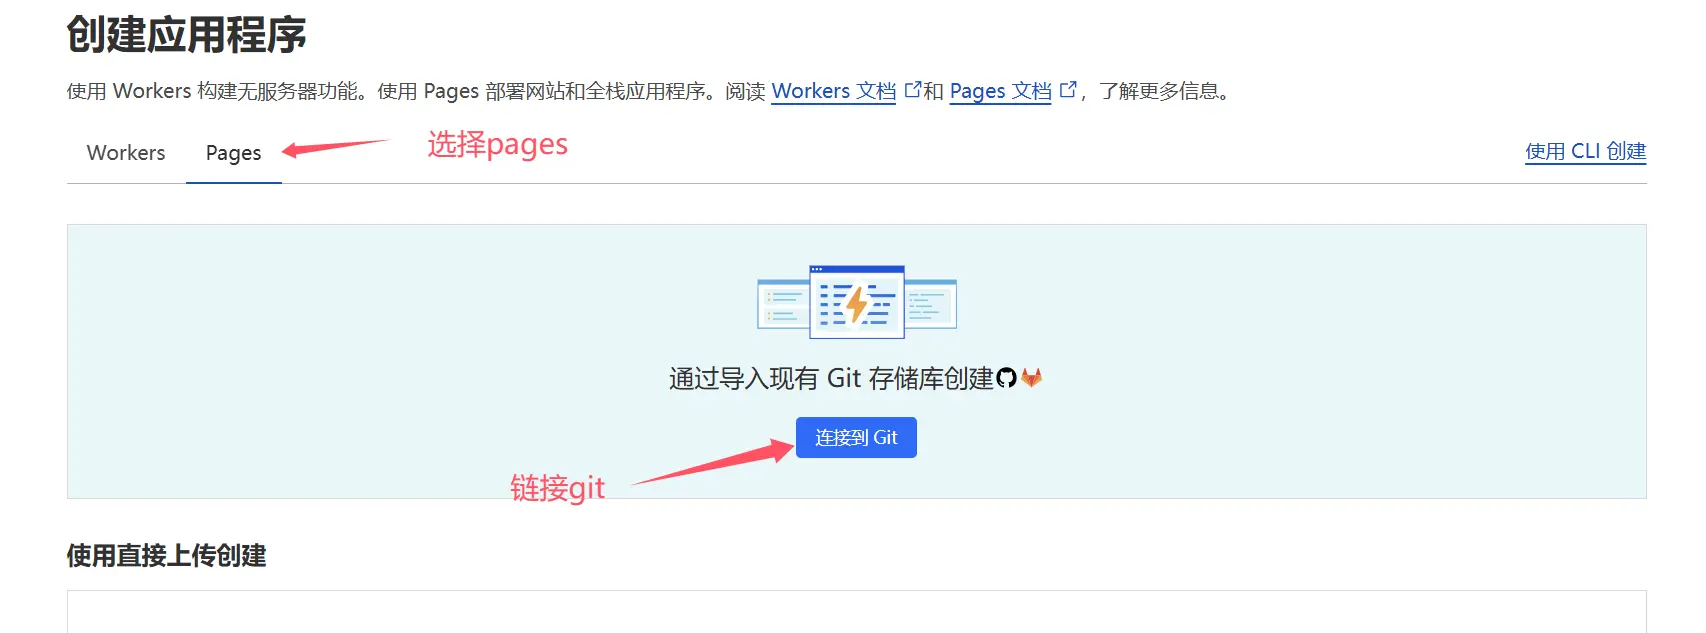 创建应用程序
使用 Workers 构建无服务器功能。使用 Pages 部署网站和全栈应用程序。阅读 Workers 文档 和 Pages 文档 ，了解更多信息。
Workers Pages 选择pages 使用 CLI 创建
通过导入现有 Git 存储库创建
连接到 Git
链接git
使用直接上传创建